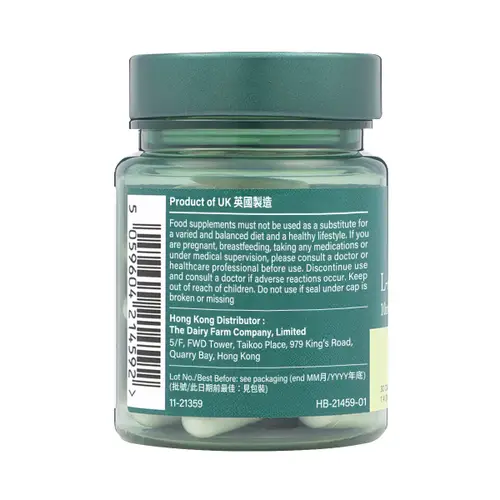 Product of UK 英國製造
Food supplements must not be used as a substitute for
a varied and balanced diet and a healthy lifestyle. If you
are pregnant, breastfeeding, taking any medications or
under medical supervision, please consult a doctor or
healthcare professional before use. Discontinue use
and consult a doctor if adverse reactions occur. Keep
out of reach of children. Do not use if seal under cap is
broken or missing
Hong Kong Distributor :
The Dairy Farm Company, Limited
5/F, FWD Tower, Taikoo Place, 979 King's Road,
Quarry Bay, Hong Kong
Lot No./Best Before: see packaging (end MM月/YYYY年底)
(批號/此日期前最佳：見包裝)
11-21359 HB-21459-01
5 059604 214592 >
L-